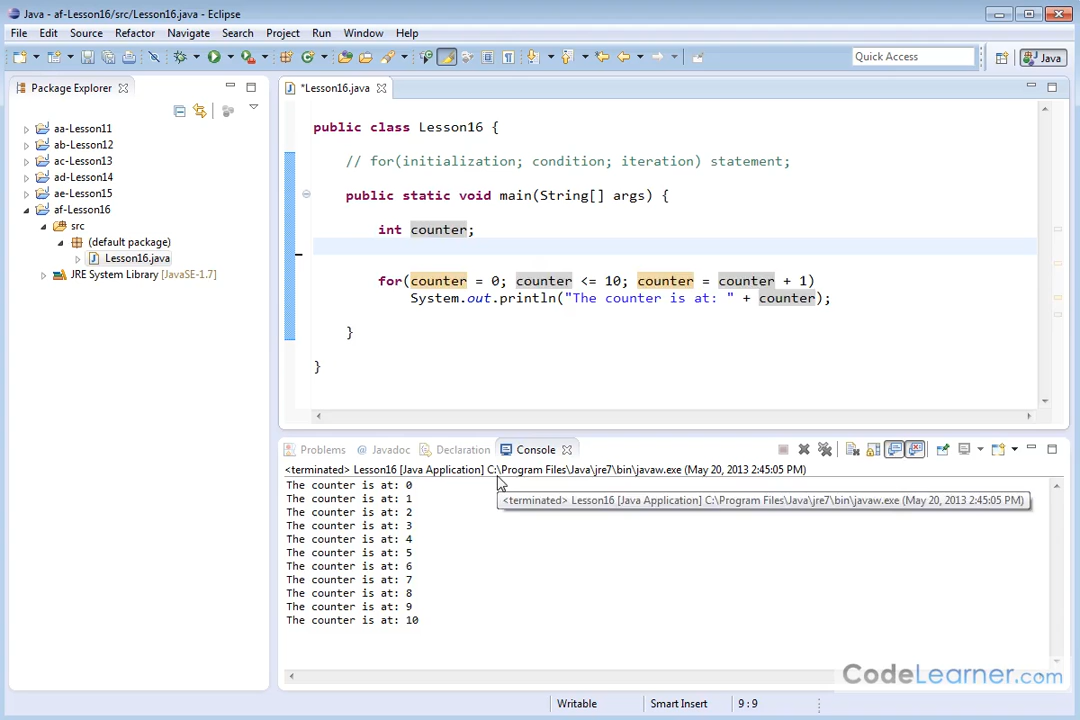 Java - af-Lesson16/src/Lesson16.java - Eclipse
File Edit Source Refactor Navigate Search Project Run Window Help
Quick Access
Java
Package Explorer
*Lesson16.java
aa-Lesson11
ab-Lesson12
ac-Lesson13
ad-Lesson14
ae-Lesson15
af-Lesson16
src
(default package)
Lesson16.java
JRE System Library [JavaSE-1.7]
public class Lesson16 {
// for(initialization; condition; iteration) statement;
public static void main(String[] args) {
int counter;
for(counter = 0; counter <= 10; counter = counter + 1)
System.out.println("The counter is at: " + counter);
}
}
Problems @ Javadoc Declaration Console
<terminated> Lesson16 [Java Application] C:\Program Files\Java\jre7\bin\javaw.exe (May 20, 2013 2:45:05 PM)
<terminated> Lesson16 [Java Application] C:\Program Files\Java\jre7\bin\javaw.exe (May 20, 2013 2:45:05 PM)
The counter is at: 0
The counter is at: 1
The counter is at: 2
The counter is at: 3
The counter is at: 4
The counter is at: 5
The counter is at: 6
The counter is at: 7
The counter is at: 8
The counter is at: 9
The counter is at: 10
CodeLearner.com
Writable Smart Insert 9 : 9